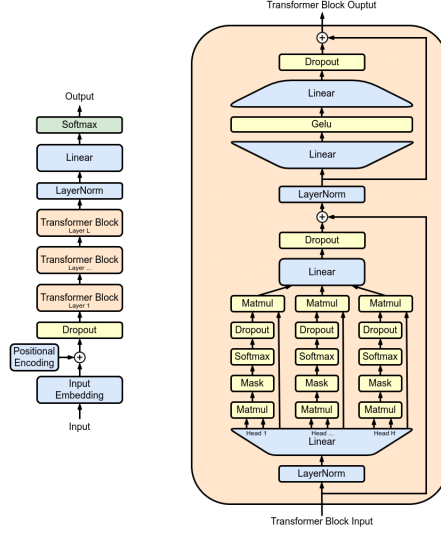 Output
Softmax
Linear
LayerNorm
Transformer Block
Layer L
Transformer Block
Layer ...
Transformer Block
Layer 1
Dropout
Positional
Encoding
Input
Embedding
Input
Transformer Block Ouptut
Dropout
Linear
Gelu
Linear
LayerNorm
Dropout
Linear
Matmul Matmul Matmul
Dropout Dropout Dropout
Softmax Softmax Softmax
Mask Mask Mask
Matmul Matmul Matmul
Head 1 Head ... Head H
Linear
LayerNorm
Transformer Block Input